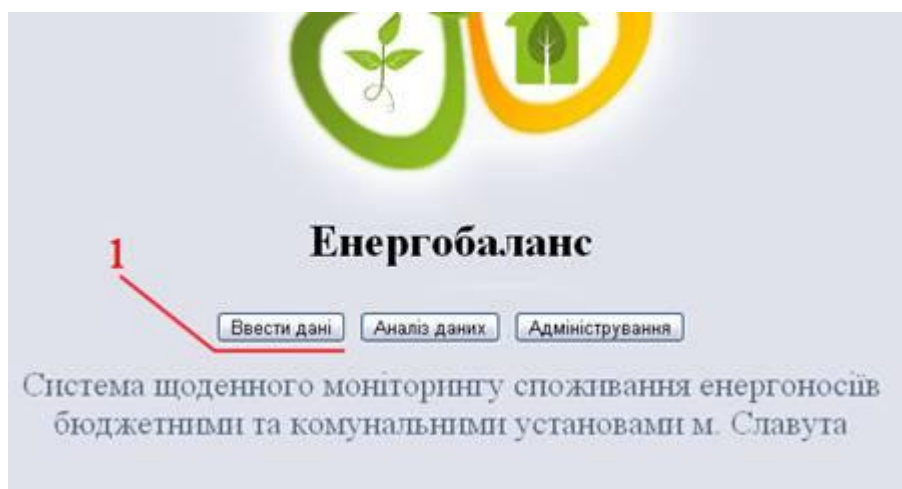 Енергобаланс
1
Ввести дані Аналіз даних Адміністрування
Система щоденного моніторингу споживання енергоносіїв
бюджетними та комунальними установами м. Славута